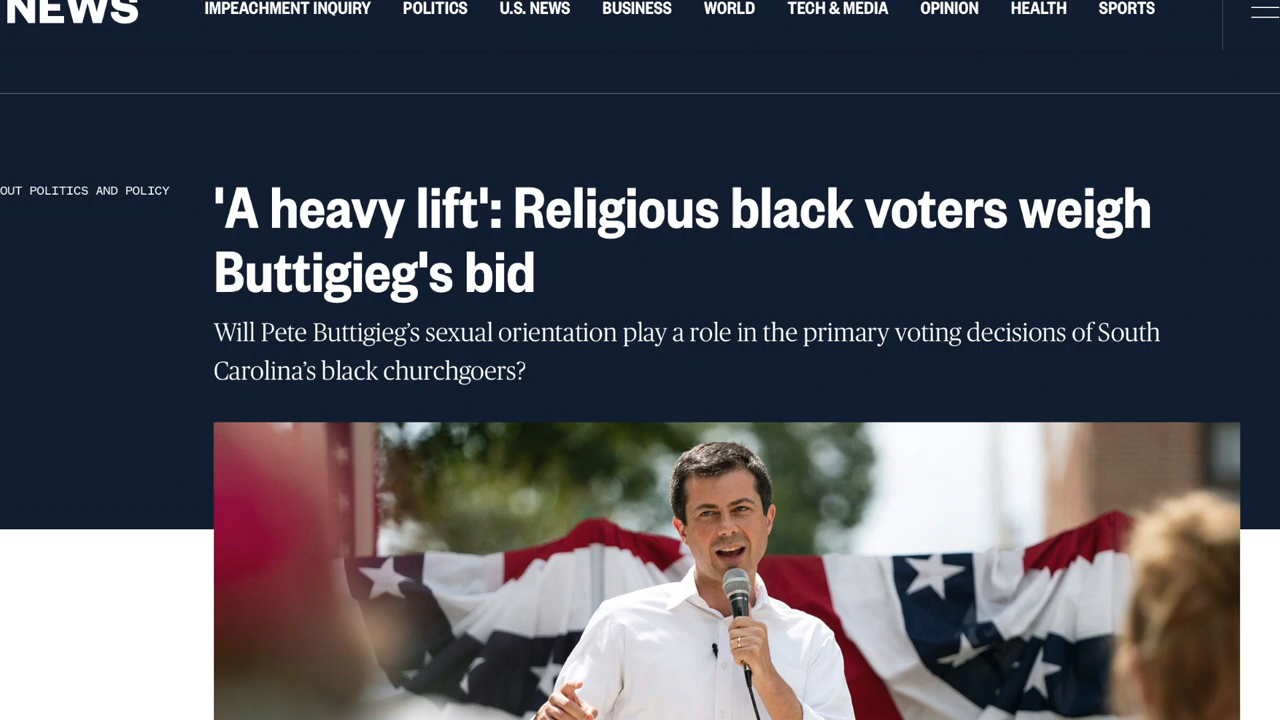 NEWS
IMPEACHMENT INQUIRY POLITICS U.S. NEWS BUSINESS WORLD TECH & MEDIA OPINION HEALTH SPORTS
OUT POLITICS AND POLICY
'A heavy lift': Religious black voters weigh
Buttigieg's bid
Will Pete Buttigieg’s sexual orientation play a role in the primary voting decisions of South
Carolina’s black churchgoers?